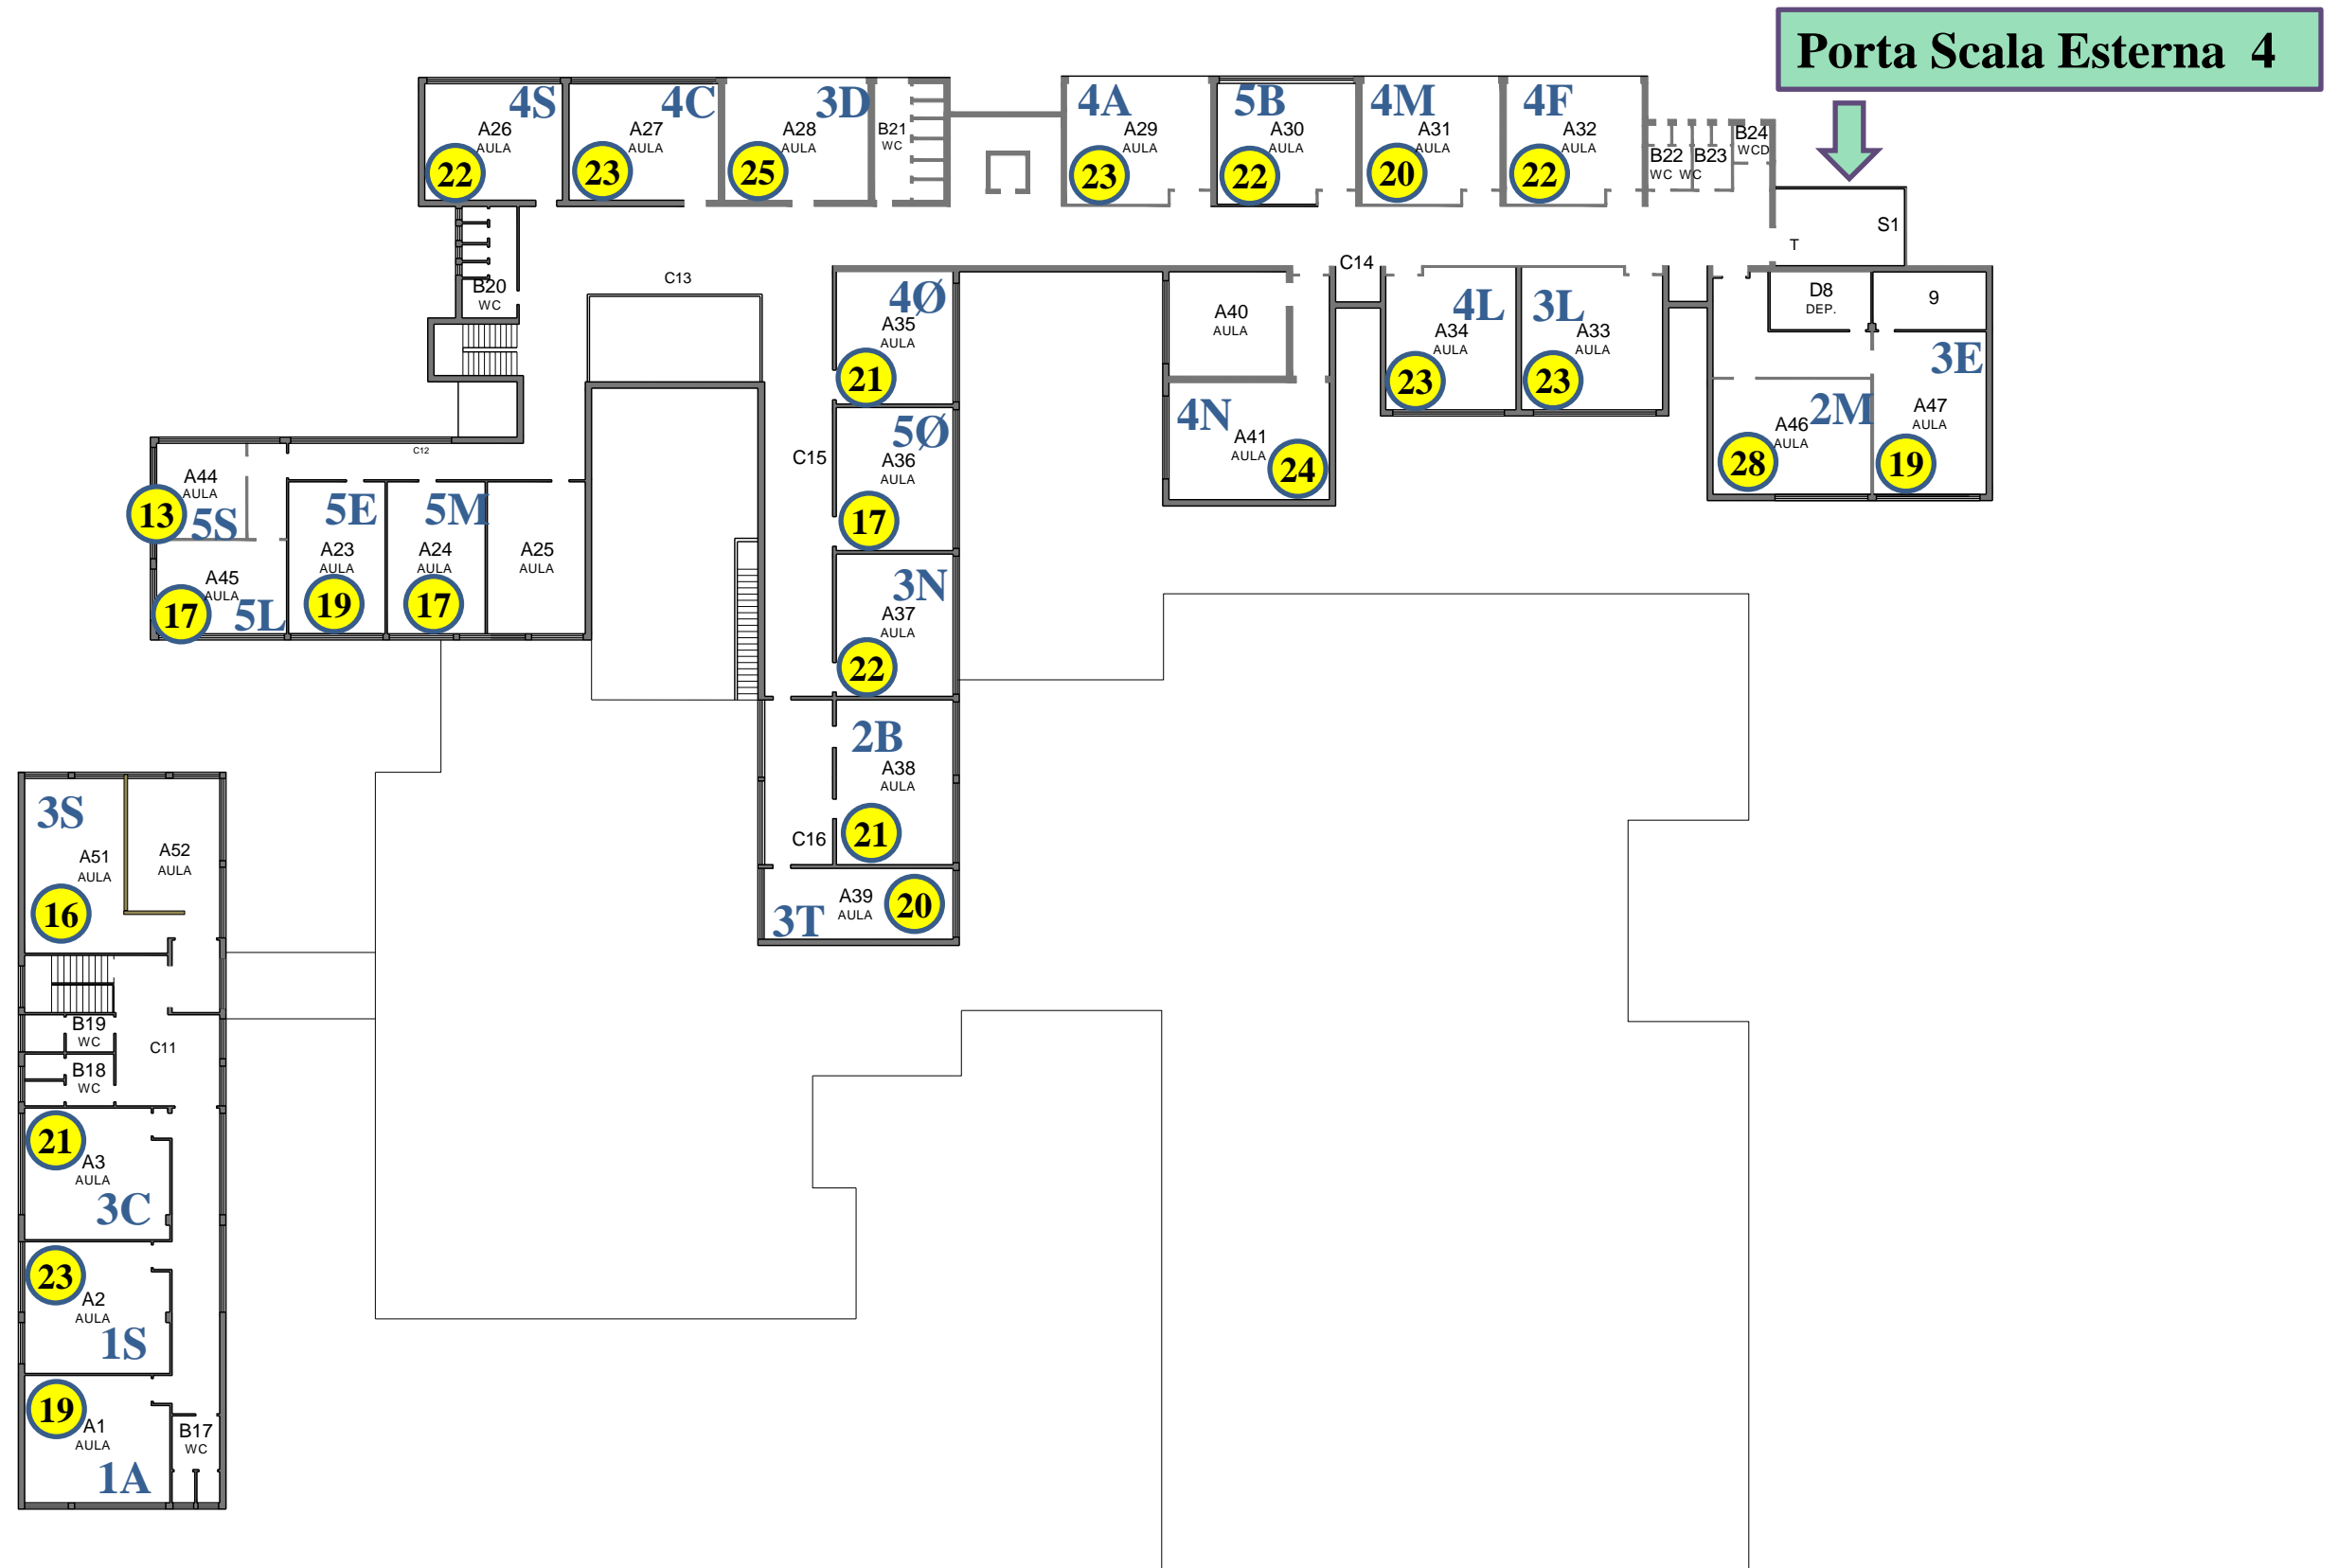 Porta Scala Esterna 4
4S
A26
AULA
22
4C
A27
AULA
23
3D
A28
AULA
25
B21
WC
4A
A29
AULA
23
5B
A30
AULA
22
4M
A31
AULA
20
4F
A32
AULA
22
B22
WC
B23
WC
B24
WCD
S1
T
B20
WC
C13
C14
4Ø
A35
AULA
21
A40
AULA
4L
A34
AULA
23
3L
A33
AULA
23
D8
DEP.
9
3E
A47
AULA
19
2M
A46
AULA
28
4N
A41
AULA
24
C12
C15
5Ø
A36
AULA
17
A44
AULA
13
5S
5E
A23
AULA
19
5M
A24
AULA
17
A25
AULA
A45
AULA
17
5L
3N
A37
AULA
22
2B
A38
AULA
21
C16
A39
AULA
20
3T
3S
A51
AULA
16
A52
AULA
B19
WC
C11
B18
WC
21
A3
AULA
3C
23
A2
AULA
1S
19
A1
AULA
1A
B17
WC